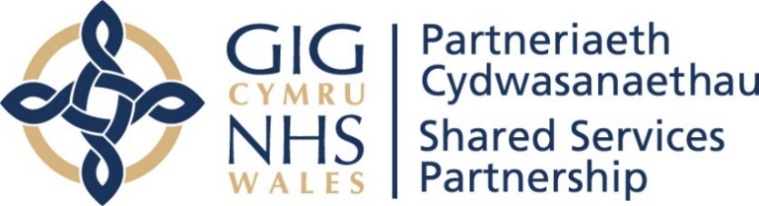 GIG
CYMRU
NHS
WALES
Partneriaeth
Cydwasanaethau
Shared Services
Partnership